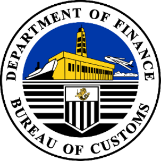 DEPARTMENT OF FINANCE
BUREAU OF CUSTOMS